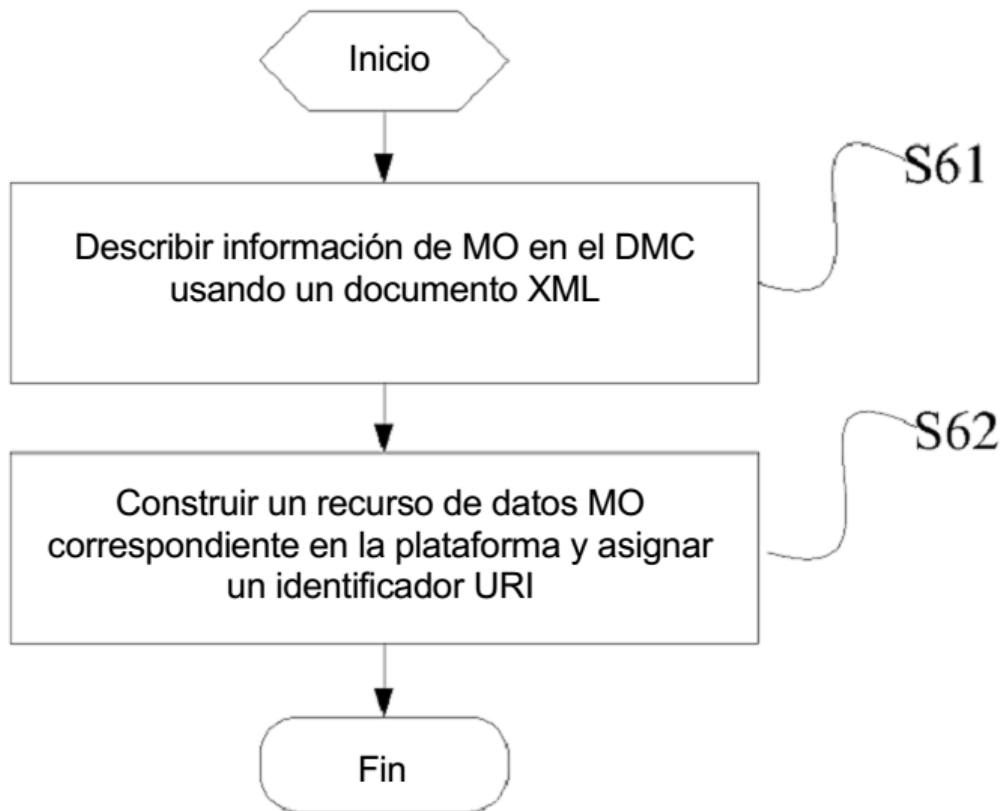 Inicio
S61
Describir información de MO en el DMC
usando un documento XML
S62
Construir un recurso de datos MO
correspondiente en la plataforma y asignar
un identificador URI
Fin